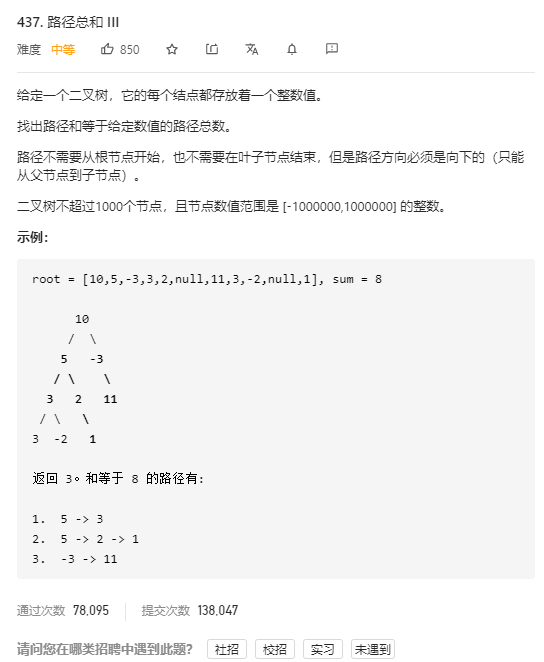 437. 路径总和 III
难度 中等 850
给定一个二叉树，它的每个结点都存放着一个整数值。
找出路径和等于给定数值的路径总数。
路径不需要从根节点开始，也不需要在叶子节点结束，但是路径方向必须是向下的（只能
从父节点到子节点）。
二叉树不超过1000个节点，且节点数值范围是 [-1000000,1000000] 的整数。
示例：
root = [10,5,-3,3,2,null,11,3,-2,null,1], sum = 8
10
/ \
5 -3
/ \ \
3 2 11
/ \ \
3 -2 1
返回 3。和等于 8 的路径有:
1. 5 -> 3
2. 5 -> 2 -> 1
3. -3 -> 11
通过次数 78,095 提交次数 138,047
请问您在哪类招聘中遇到此题？ 社招 校招 实习 未遇到